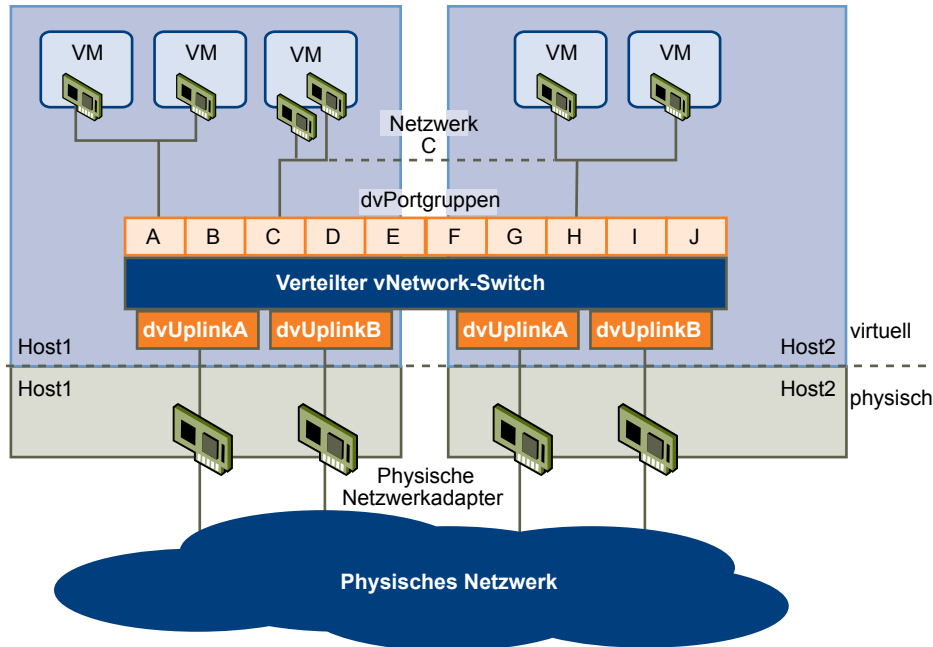 VM
VM
VM
VM
VM
Netzwerk
C
dvPortgruppen
A B C D E F G H I J
Verteilter vNetwork-Switch
dvUplinkA dvUplinkB dvUplinkA dvUplinkB
Host1
Host2
virtuell
Host1
Host2
physisch
Physische
Netzwerkadapter
Physisches Netzwerk